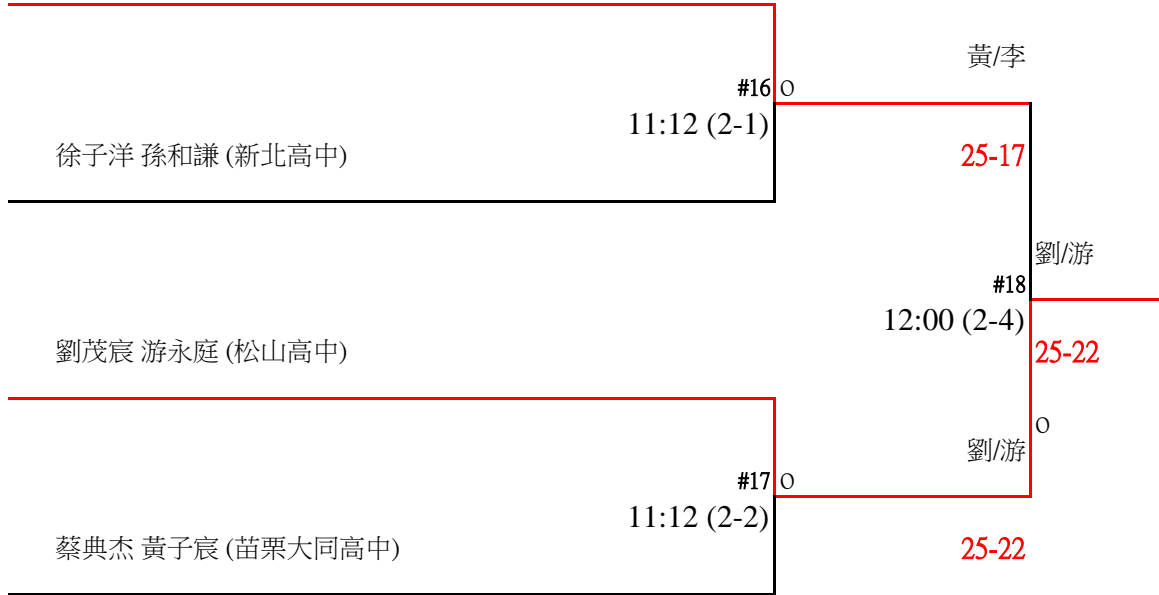 黃/李
#16 O
11:12 (2-1)
徐子洋 孫和謙 (新北高中)
25-17
劉/游
#18
12:00 (2-4)
劉茂宸 游永庭 (松山高中)
25-22
O
劉/游
#17 O
11:12 (2-2)
蔡典杰 黃子宸 (苗栗大同高中)
25-22